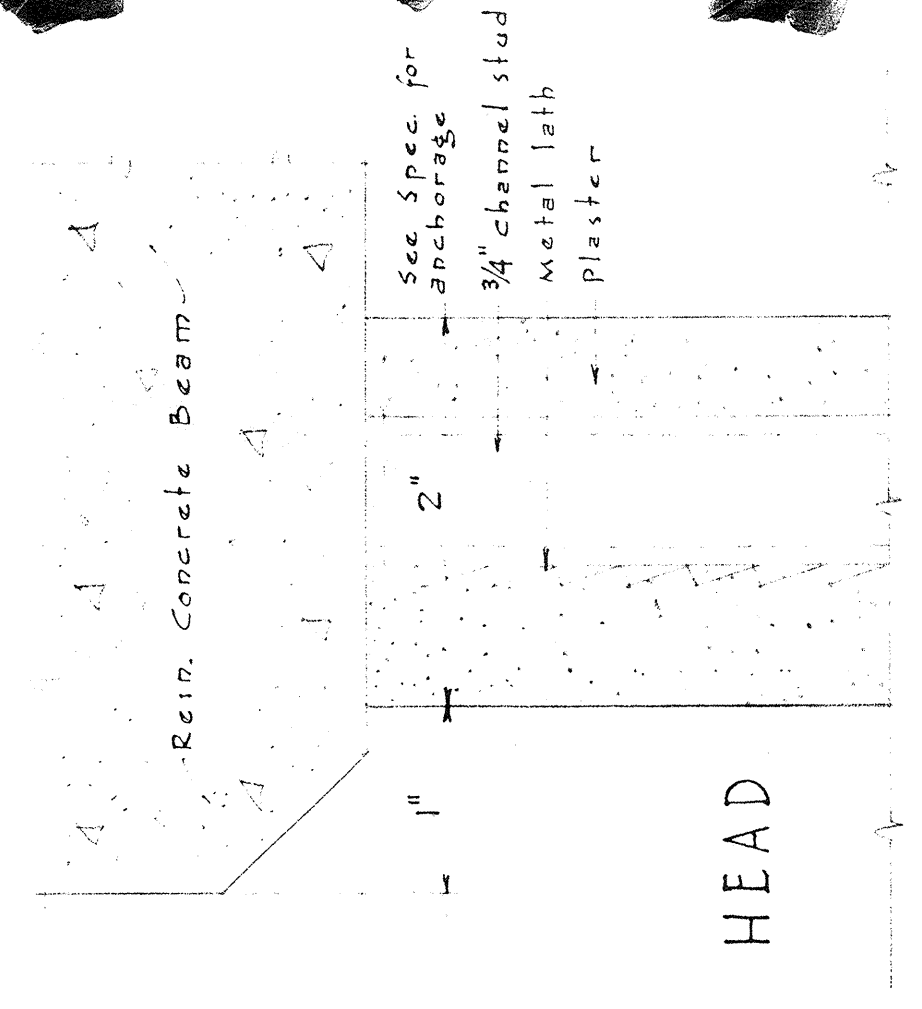 See Spec. for
anchorage
3/4" channel stud
Metal lath
Plaster
Rein. Concrete Beam
2"
1"
HEAD